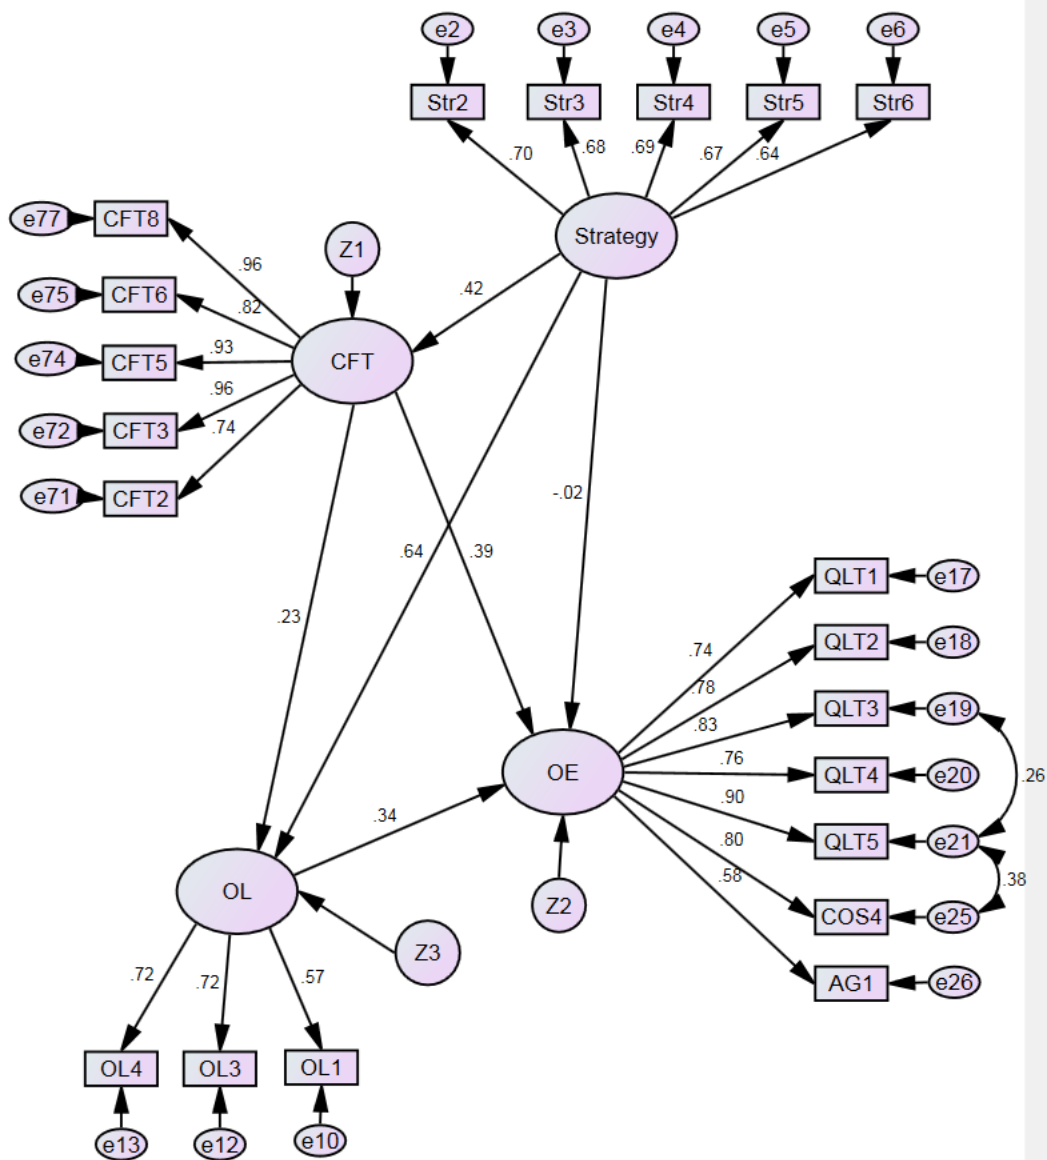 e2 e3 e4 e5 e6
Str2 Str3 Str4 Str5 Str6
.70 .68 .69 .67 .64
e77 CFT8
Z1
Strategy
.96
.42
e75 CFT6
.82
e74 CFT5 .93
CFT
.96
e72 CFT3
.74
e71 CFT2
-.02
.64 .39
.23
QLT1 e17
.74
QLT2 e18
.78
QLT3 e19
.83
.76
OE
QLT4 e20
.26
.90
.34
.80
QLT5 e21
.58
.38
OL
Z2
COS4 e25
Z3
AG1 e26
.72 .72 .57
OL4 OL3 OL1
e13 e12 e10